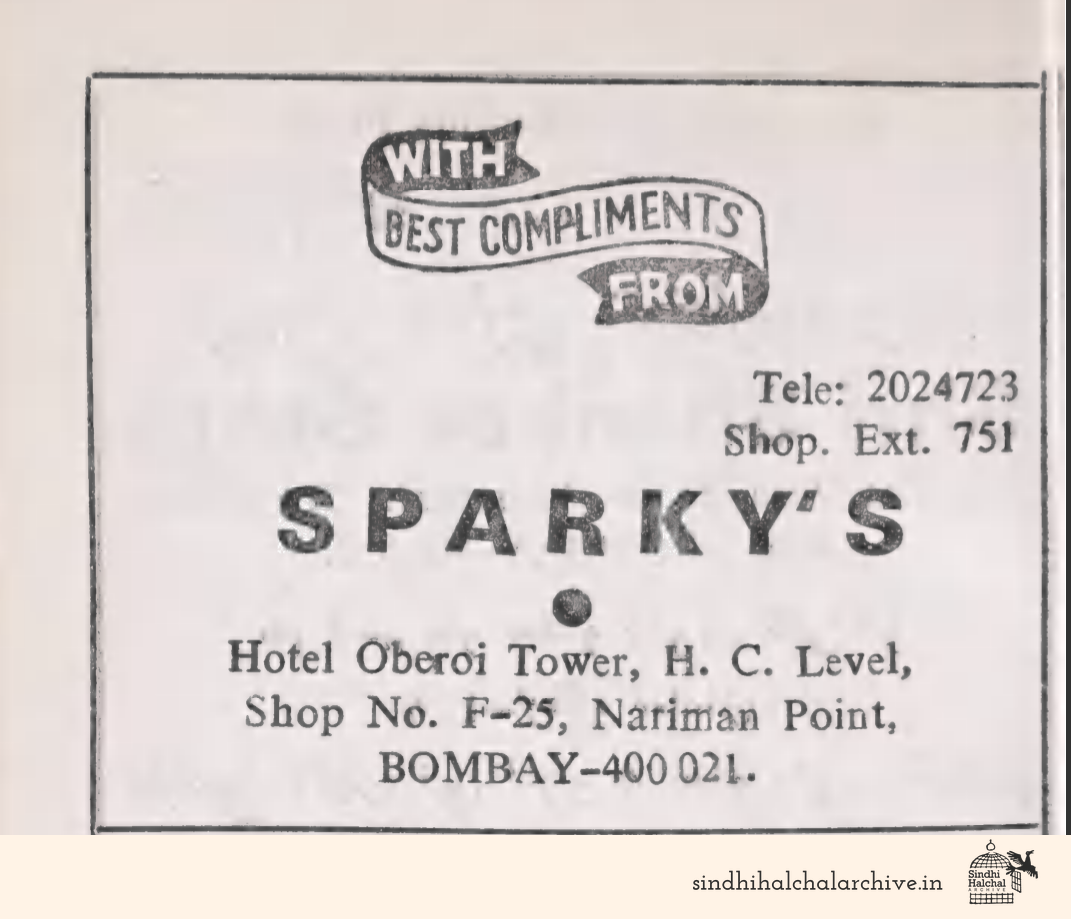 WITH
BEST COMPLIMENTS
FROM
Tele: 2024723
Shop. Ext. 751
SPARKY'S
Hotel Oberoi Tower, H. C. Level,
Shop No. F-25, Nariman Point,
BOMBAY-400 021.
sindhihalchalarchive.in
Sindhi
Halchal
ARCHIVE